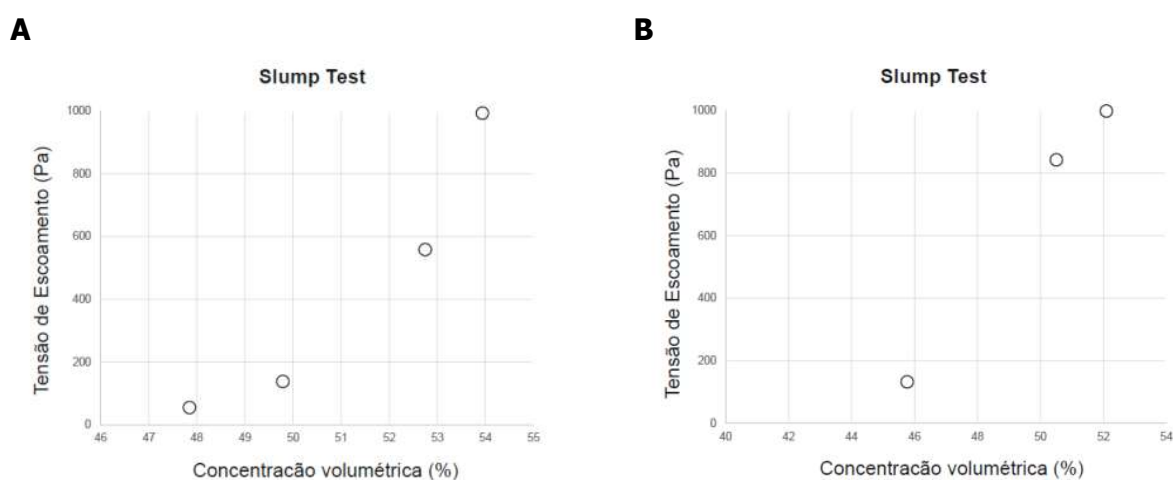 A
Slump Test
Tensão de Escoamento (Pa)
1000
800
600
400
200
0
46 47 48 49 50 51 52 53 54 55
Concentracão volumétrica (%)
B
Slump Test
Tensão de Escoamento (Pa)
1000
800
600
400
200
0
40 42 44 46 48 50 52 54
Concentracão volumétrica (%)